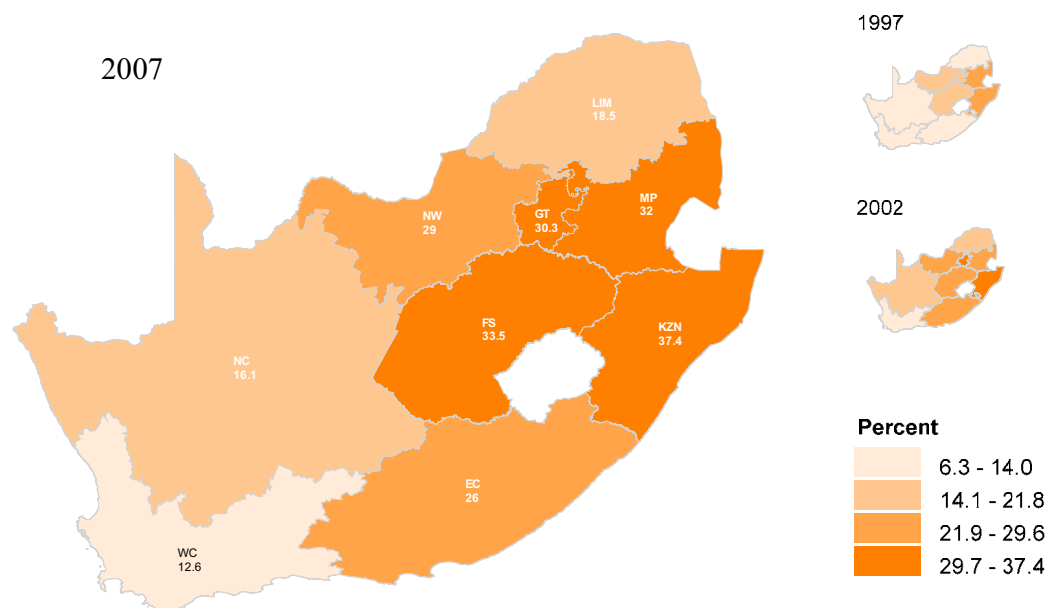 1997
2007
LIM
18.5
MP
32
NW
29
GT
30.3
2002
FS
33.5
KZN
37.4
NC
16.1
EC
26
WC
12.6
Percent
6.3 - 14.0
14.1 - 21.8
21.9 - 29.6
29.7 - 37.4